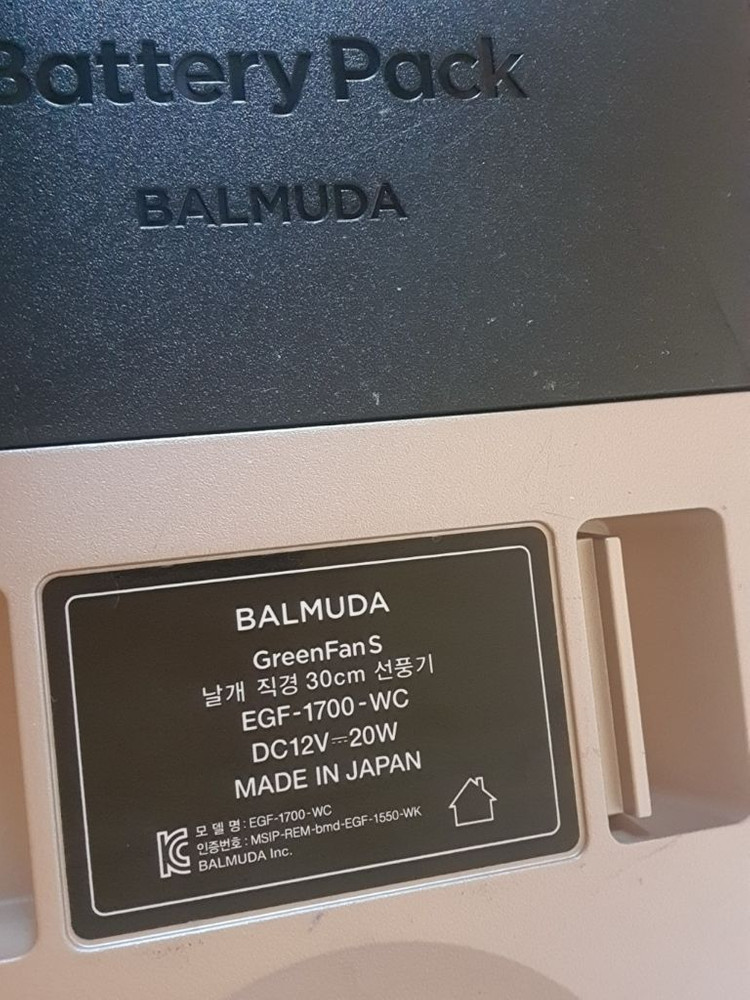 Battery Pack
BALMUDA
BALMUDA
GreenFan S
날개 직경 30cm 선풍기
EGF-1700-WC
DC12V⎓20W
MADE IN JAPAN
모 델 명 : EGF-1700-WC
인증번호 : MSIP-REM-bmd-EGF-1550-WK
BALMUDA Inc.